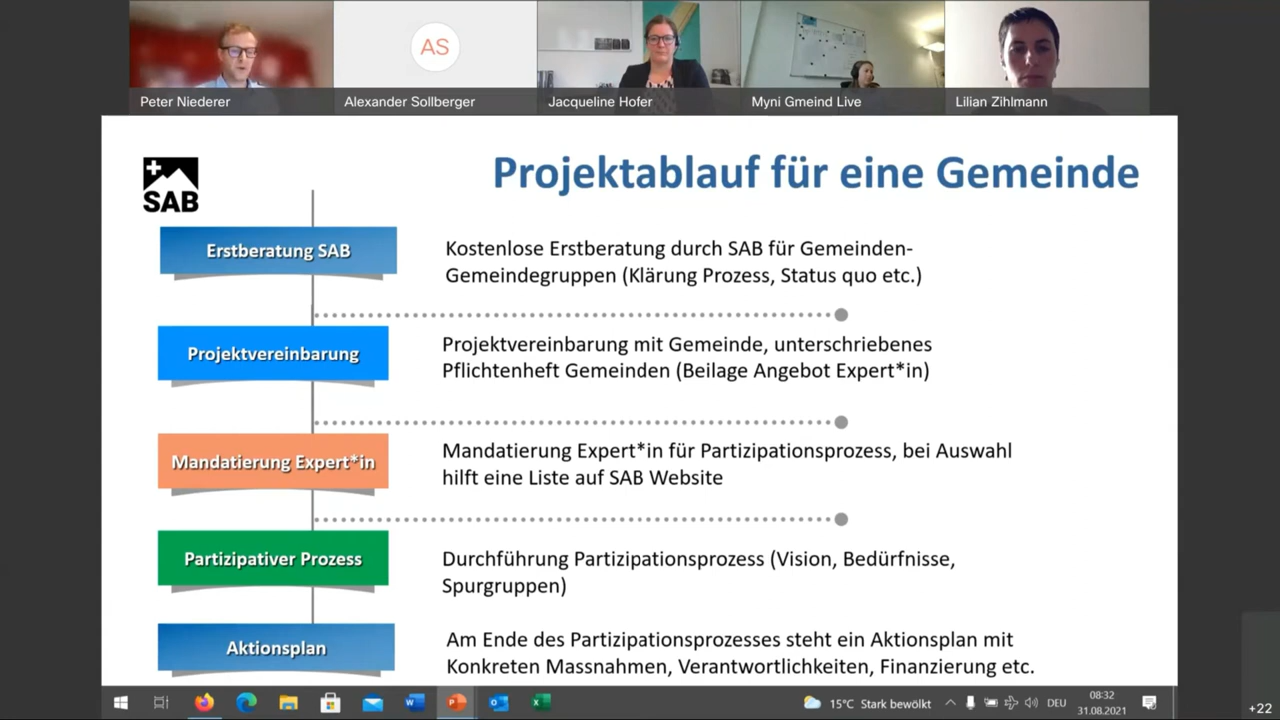 AS
Peter Niederer
Alexander Sollberger
Jacqueline Hofer
Myni Gmeind Live
Lilian Zihlmann
SAB
Projektablauf für eine Gemeinde
Erstberatung SAB
Kostenlose Erstberatung durch SAB für Gemeinden-
Gemeindegruppen (Klärung Prozess, Status quo etc.)
Projektvereinbarung
Projektvereinbarung mit Gemeinde, unterschriebenes
Pflichtenheft Gemeinden (Beilage Angebot Expert*in)
Mandatierung Expert*in
Mandatierung Expert*in für Partizipationsprozess, bei Auswahl
hilft eine Liste auf SAB Website
Partizipativer Prozess
Durchführung Partizipationsprozess (Vision, Bedürfnisse,
Spurgruppen)
Aktionsplan
Am Ende des Partizipationsprozesses steht ein Aktionsplan mit
Konkreten Massnahmen, Verantwortlichkeiten, Finanzierung etc.
15°C Stark bewölkt
DEU
08:32
31.08.2021
+22